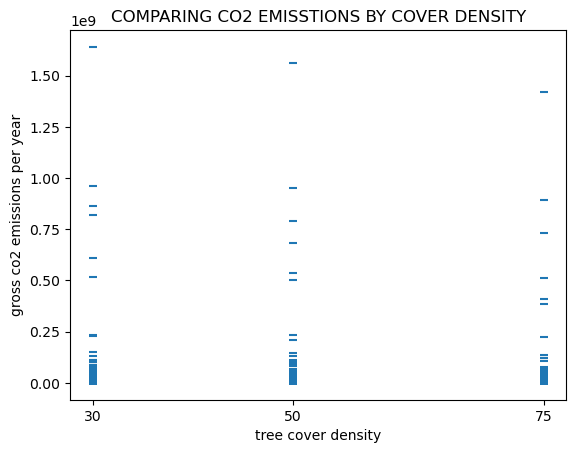 COMPARING CO2 EMISSTIONS BY COVER DENSITY
1e9
1.50
1.25
1.00
0.75
0.50
0.25
0.00
gross co2 emissions per year
30 50 75
tree cover density